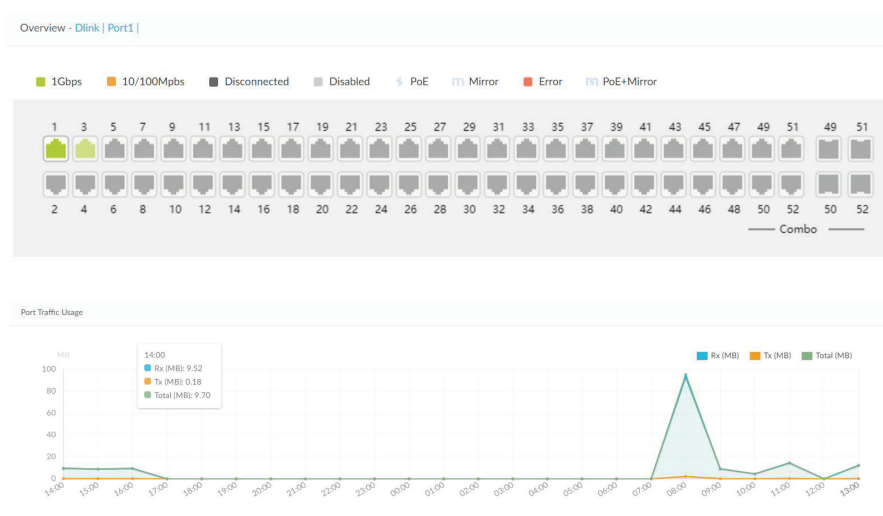 Overview - Dlink | Port1 |
1Gbps 10/100Mpbs Disconnected Disabled PoE m Mirror Error PoE+Mirror
1 3 5 7 9 11 13 15 17 19 21 23 25 27 29 31 33 35 37 39 41 43 45 47 49 51 49 51
2 4 6 8 10 12 14 16 18 20 22 24 26 28 30 32 34 36 38 40 42 44 46 48 50 52 50 52
Combo
Port Traffic Usage
MB
14:00
Rx (MB): 9.52
Tx (MB): 0.18
Total (MB): 9.70
Rx (MB) Tx (MB) Total (MB)
100
80
60
40
20
0
14:00 15:00 16:00 17:00 18:00 19:00 20:00 21:00 22:00 23:00 00:00 01:00 02:00 03:00 04:00 05:00 06:00 07:00 08:00 09:00 10:00 11:00 12:00 13:00